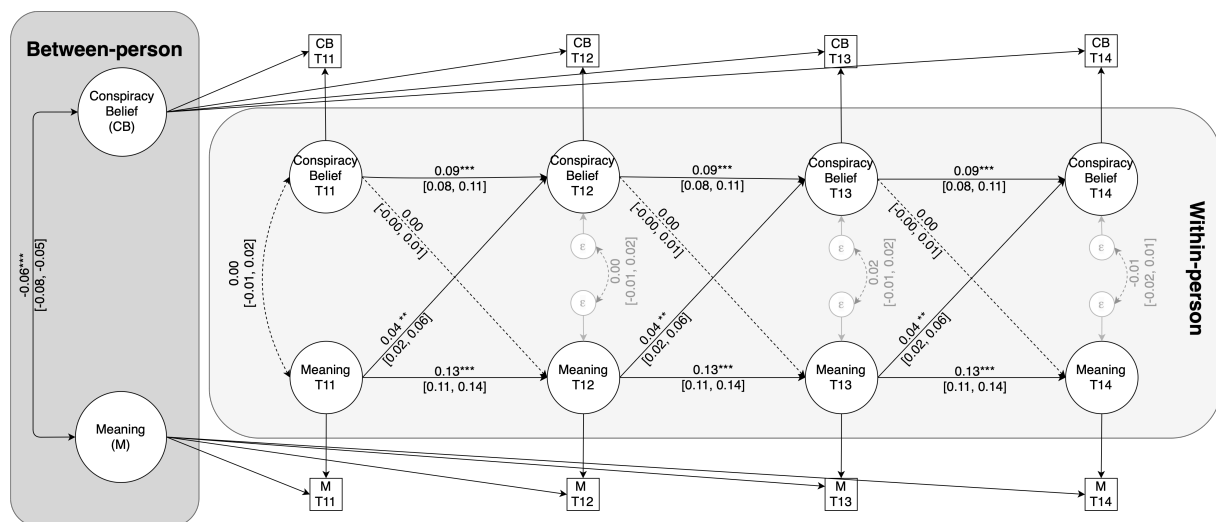 Between-person
Conspiracy
Belief
(CB)
-0.06***
[-0.08, -0.05]
Meaning
(M)
CB
T11
CB
T12
CB
T13
CB
T14
Conspiracy
Belief
T11
0.09***
[0.08, 0.11]
Conspiracy
Belief
T12
0.09***
[0.08, 0.11]
Conspiracy
Belief
T13
0.09***
[0.08, 0.11]
Conspiracy
Belief
T14
0.00
[-0.00, 0.01]
0.00
[-0.00, 0.01]
0.00
[-0.00, 0.01]
0.00
[-0.01, 0.02]
ε
ε
0.00
[-0.01, 0.02]
ε
ε
0.02
[-0.01, 0.02]
ε
ε
-0.01
[-0.02, 0.01]
Within-person
0.04 **
[0.02, 0.06]
0.04 **
[0.02, 0.06]
0.04 **
[0.02, 0.06]
Meaning
T11
0.13***
[0.11, 0.14]
Meaning
T12
0.13***
[0.11, 0.14]
Meaning
T13
0.13***
[0.11, 0.14]
Meaning
T14
M
T11
M
T12
M
T13
M
T14